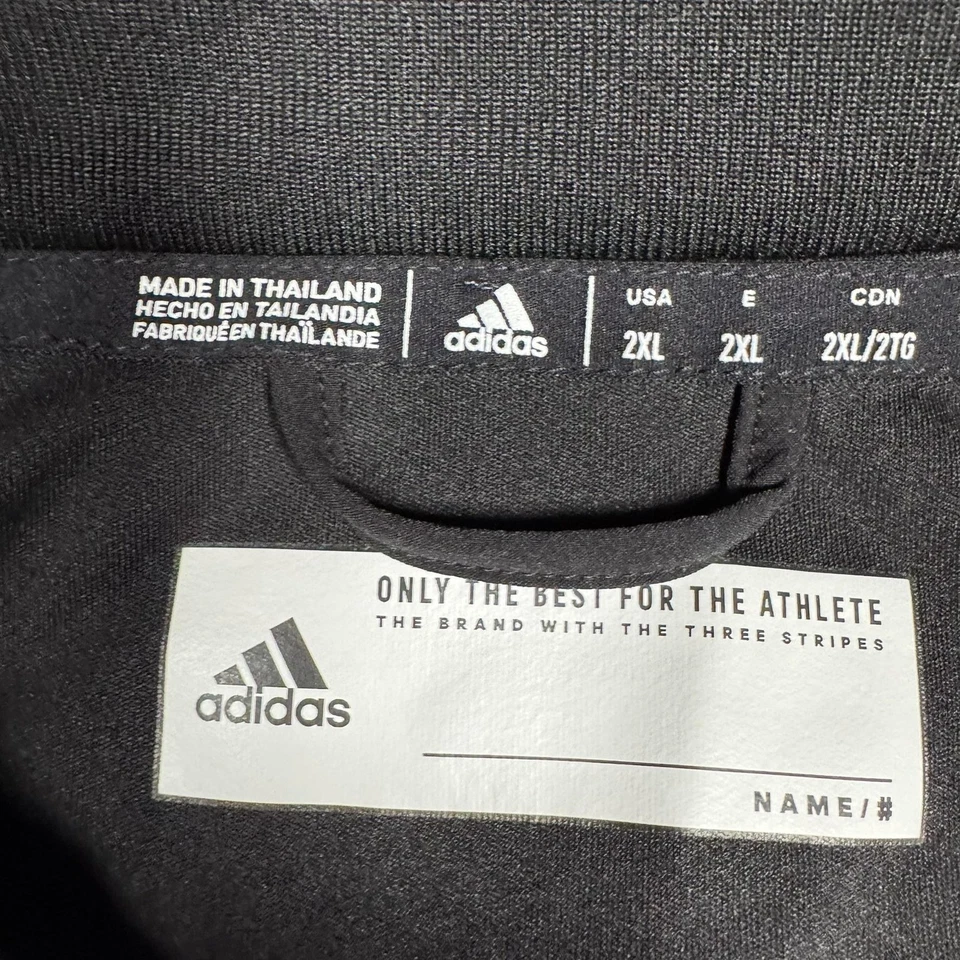 MADE IN THAILAND
HECHO EN TAILANDIA
FABRIQUÉ EN THAÏLANDE
adidas
USA E CDN
2XL 2XL 2XL/2TG
ONLY THE BEST FOR THE ATHLETE
THE BRAND WITH THE THREE STRIPES
adidas
NAME/#